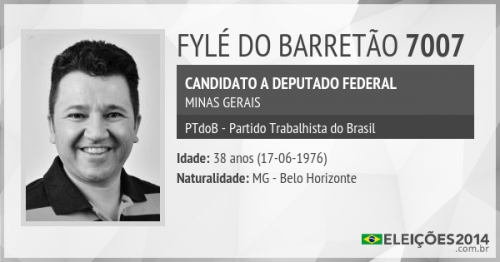 FYLÉ DO BARRETÃO 7007
CANDIDATO A DEPUTADO FEDERAL
MINAS GERAIS
PTdoB - Partido Trabalhista do Brasil
Idade: 38 anos (17-06-1976)
Naturalidade: MG - Belo Horizonte
ELEIÇÕES2014
.com.br